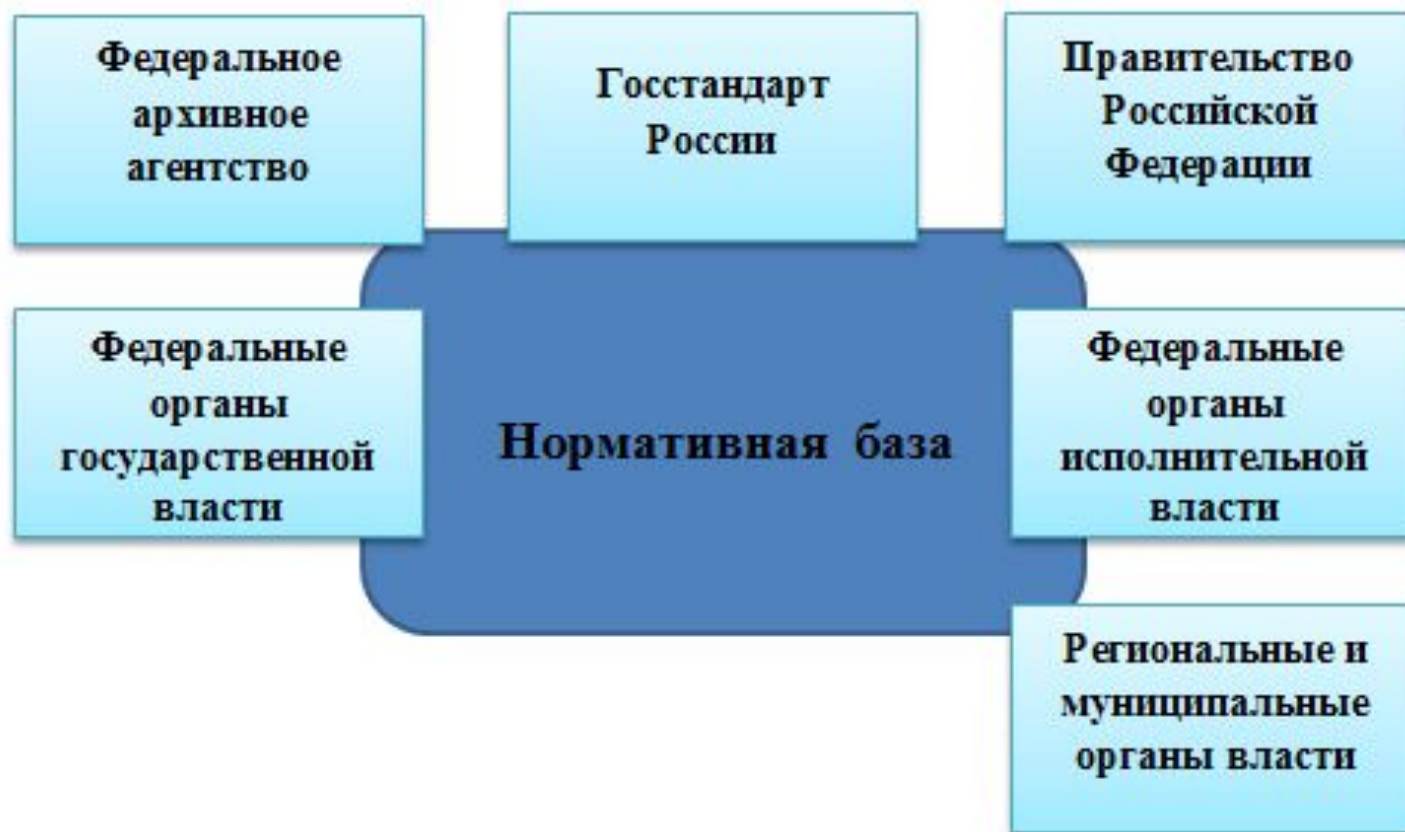 Федеральное
архивное
агентство
Госстандарт
России
Правительство
Российской
Федерации
Федеральные
органы
государственной
власти
Нормативная база
Федеральные
органы
исполнительной
власти
Региональные и
муниципальные
органы власти